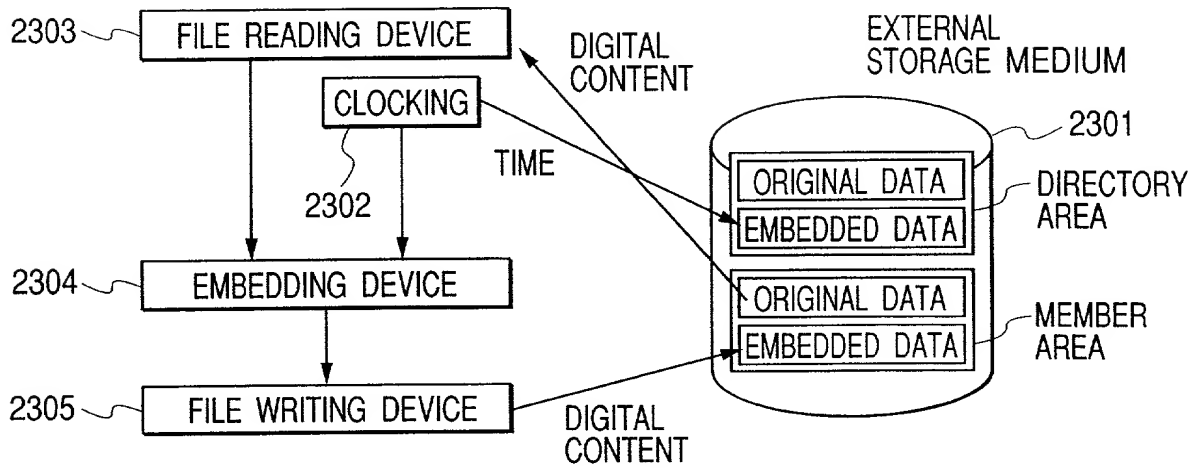 2303
FILE READING DEVICE
DIGITAL
CONTENT
EXTERNAL
STORAGE MEDIUM
CLOCKING
2301
TIME
2302
ORIGINAL DATA
EMBEDDED DATA
DIRECTORY
AREA
2304
EMBEDDING DEVICE
ORIGINAL DATA
EMBEDDED DATA
MEMBER
AREA
2305
FILE WRITING DEVICE
DIGITAL
CONTENT